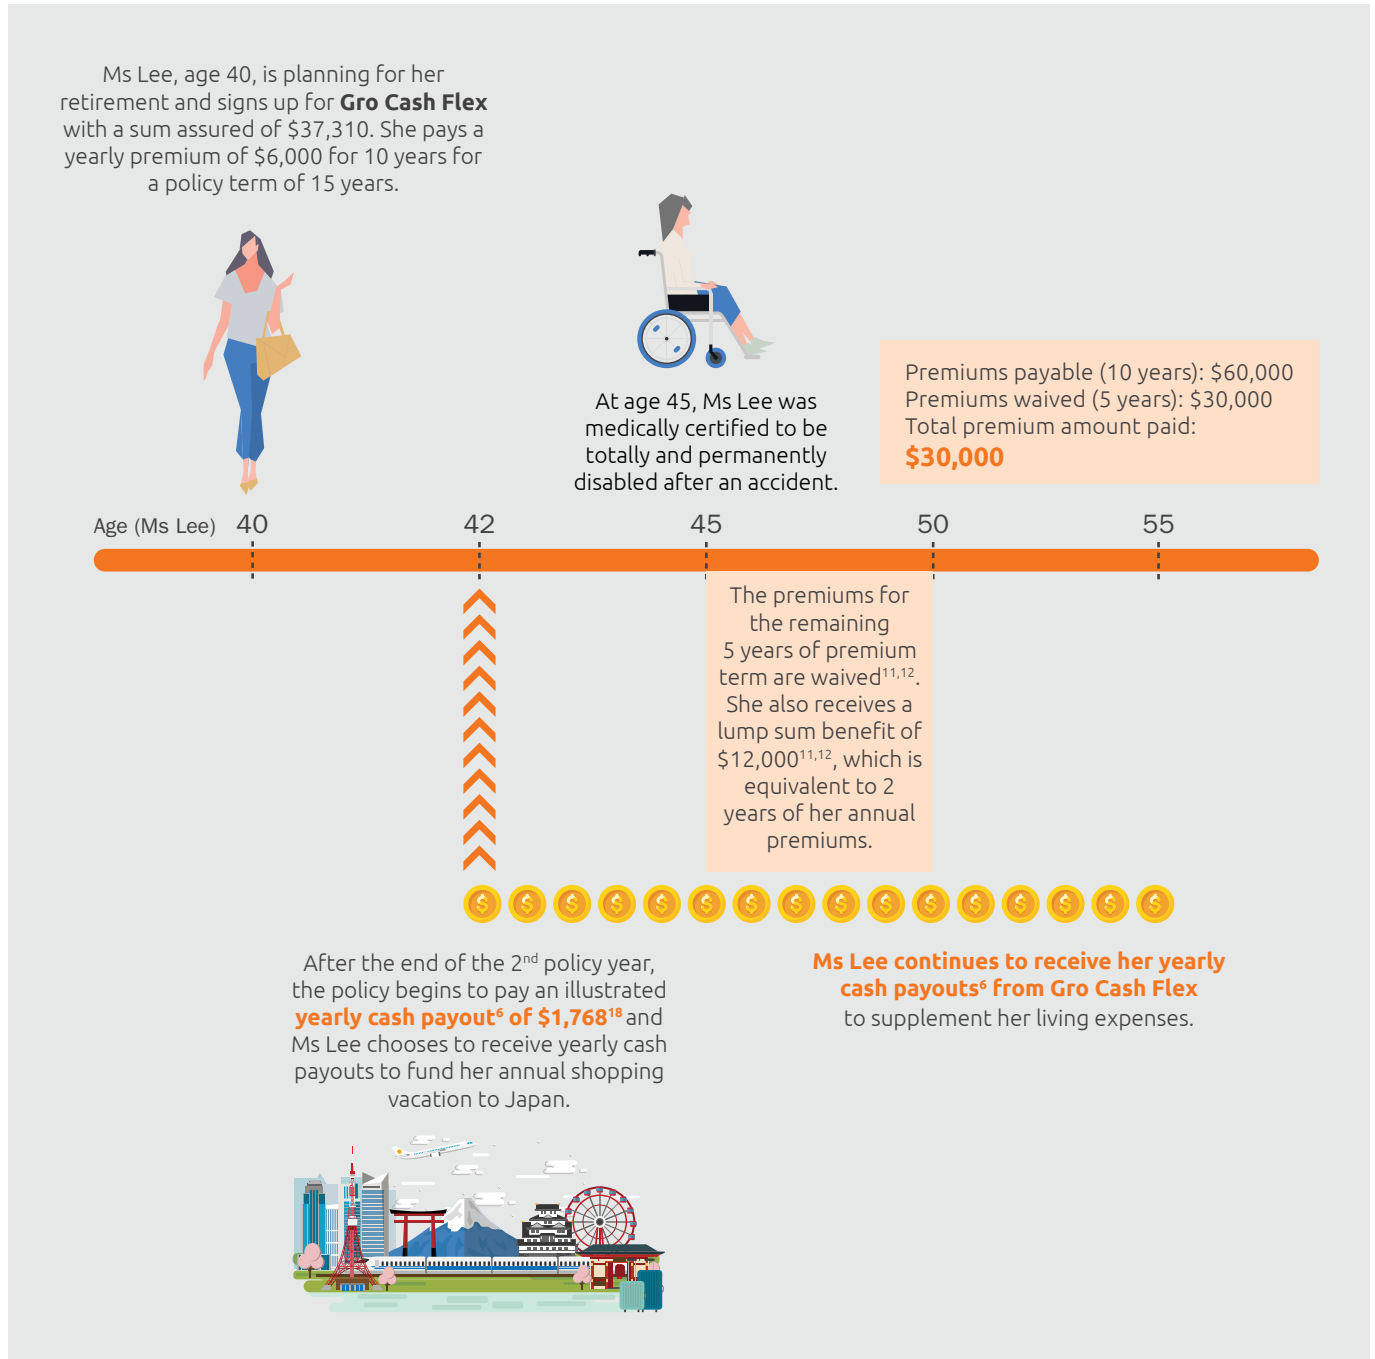 Ms Lee, age 40, is planning for her
retirement and signs up for Gro Cash Flex
with a sum assured of $37,310. She pays a
yearly premium of $6,000 for 10 years for
a policy term of 15 years.
At age 45, Ms Lee was
medically certified to be
totally and permanently
disabled after an accident.
Premiums payable (10 years): $60,000
Premiums waived (5 years): $30,000
Total premium amount paid:
$30,000
Age (Ms Lee) 40 42 45 50 55
The premiums for
the remaining
5 years of premium
term are waived11,12.
She also receives a
lump sum benefit of
$12,00011,12, which is
equivalent to 2
years of her annual
premiums.
After the end of the 2nd policy year,
the policy begins to pay an illustrated
yearly cash payout6 of $1,76818 and
Ms Lee chooses to receive yearly cash
payouts to fund her annual shopping
vacation to Japan.
Ms Lee continues to receive her yearly
cash payouts6 from Gro Cash Flex
to supplement her living expenses.